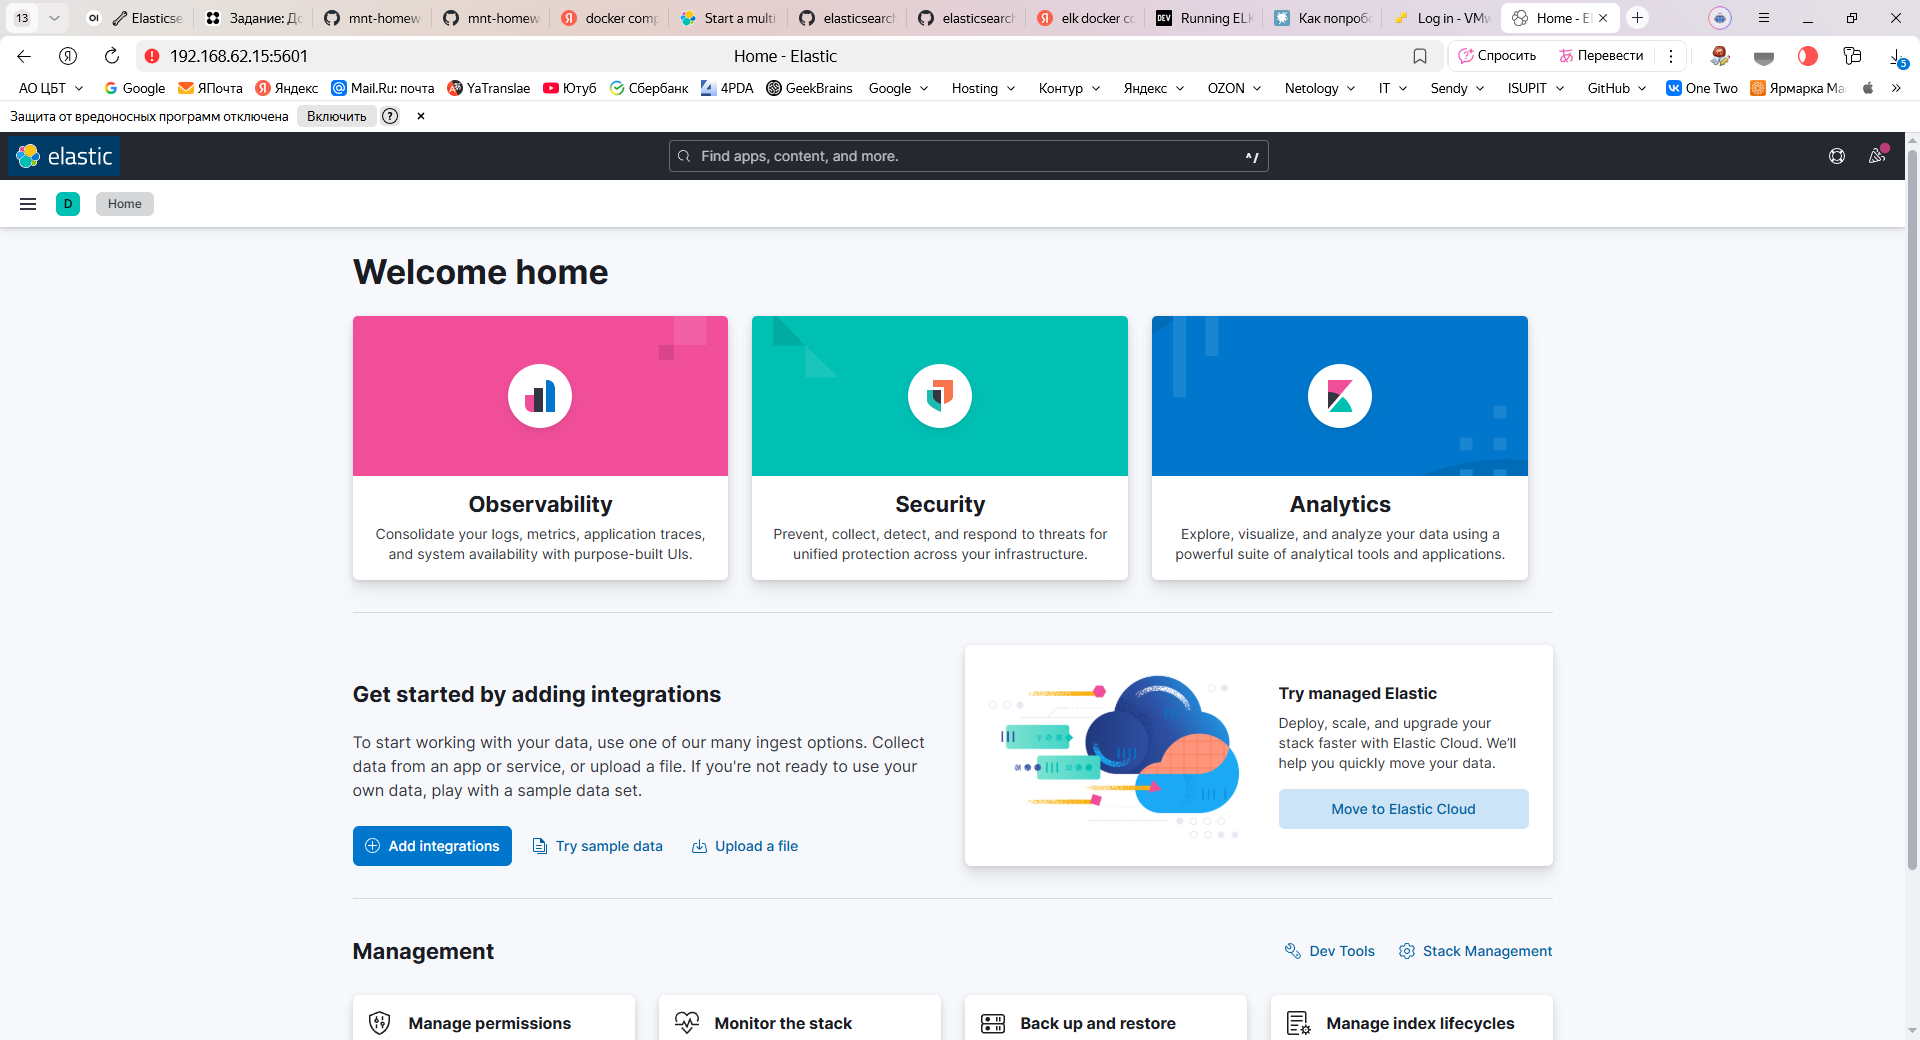 13
Elasticse
Задание: До
mnt-homew
mnt-homew
docker comp
Start a multi
elasticsearch
elasticsearch
elk docker co
Running ELK
Как попробо
Log in - VMw
Home - El
192.168.62.15:5601
Home - Elastic
Спросить
Перевести
5
АО ЦБТ
Google
ЯПочта
Яндекс
Mail.Ru: почта
YaTranslae
Ютуб
Сбербанк
4PDA
GeekBrains
Google
Hosting
Контур
Яндекс
OZON
Netology
IT
Sendy
ISUPIT
GitHub
One Two
Ярмарка Ма
Защита от вредоносных программ отключена
Включить
elastic
Find apps, content, and more.
^/
D
Home
Welcome home
Observability
Consolidate your logs, metrics, application traces,
and system availability with purpose-built UIs.
Security
Prevent, collect, detect, and respond to threats for
unified protection across your infrastructure.
Analytics
Explore, visualize, and analyze your data using a
powerful suite of analytical tools and applications.
Get started by adding integrations
To start working with your data, use one of our many ingest options. Collect
data from an app or service, or upload a file. If you're not ready to use your
own data, play with a sample data set.
Add integrations
Try sample data
Upload a file
Try managed Elastic
Deploy, scale, and upgrade your
stack faster with Elastic Cloud. We’ll
help you quickly move your data.
Move to Elastic Cloud
Management
Dev Tools
Stack Management
Manage permissions
Monitor the stack
Back up and restore
Manage index lifecycles